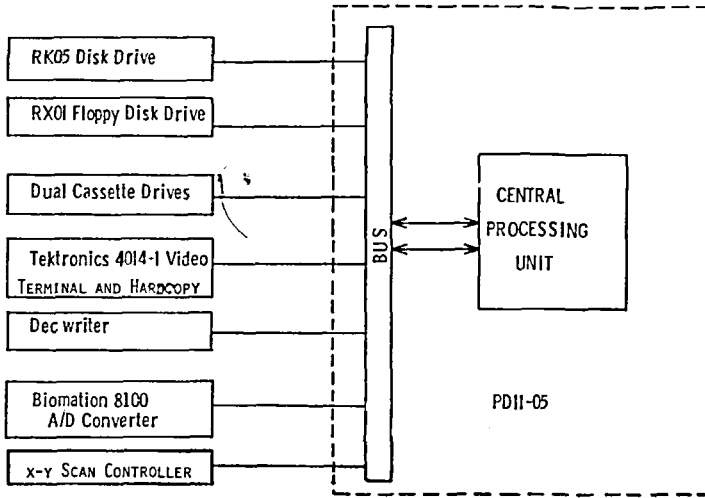 RK05 Disk Drive
RX01 Floppy Disk Drive
Dual Cassette Drives
Tektronics 4014-1 Video
TERMINAL AND HARDCOPY
Dec writer
Biomation 8100
A/D Converter
X-Y SCAN CONTROLLER
BUS
CENTRAL
PROCESSING
UNIT
PD11-05